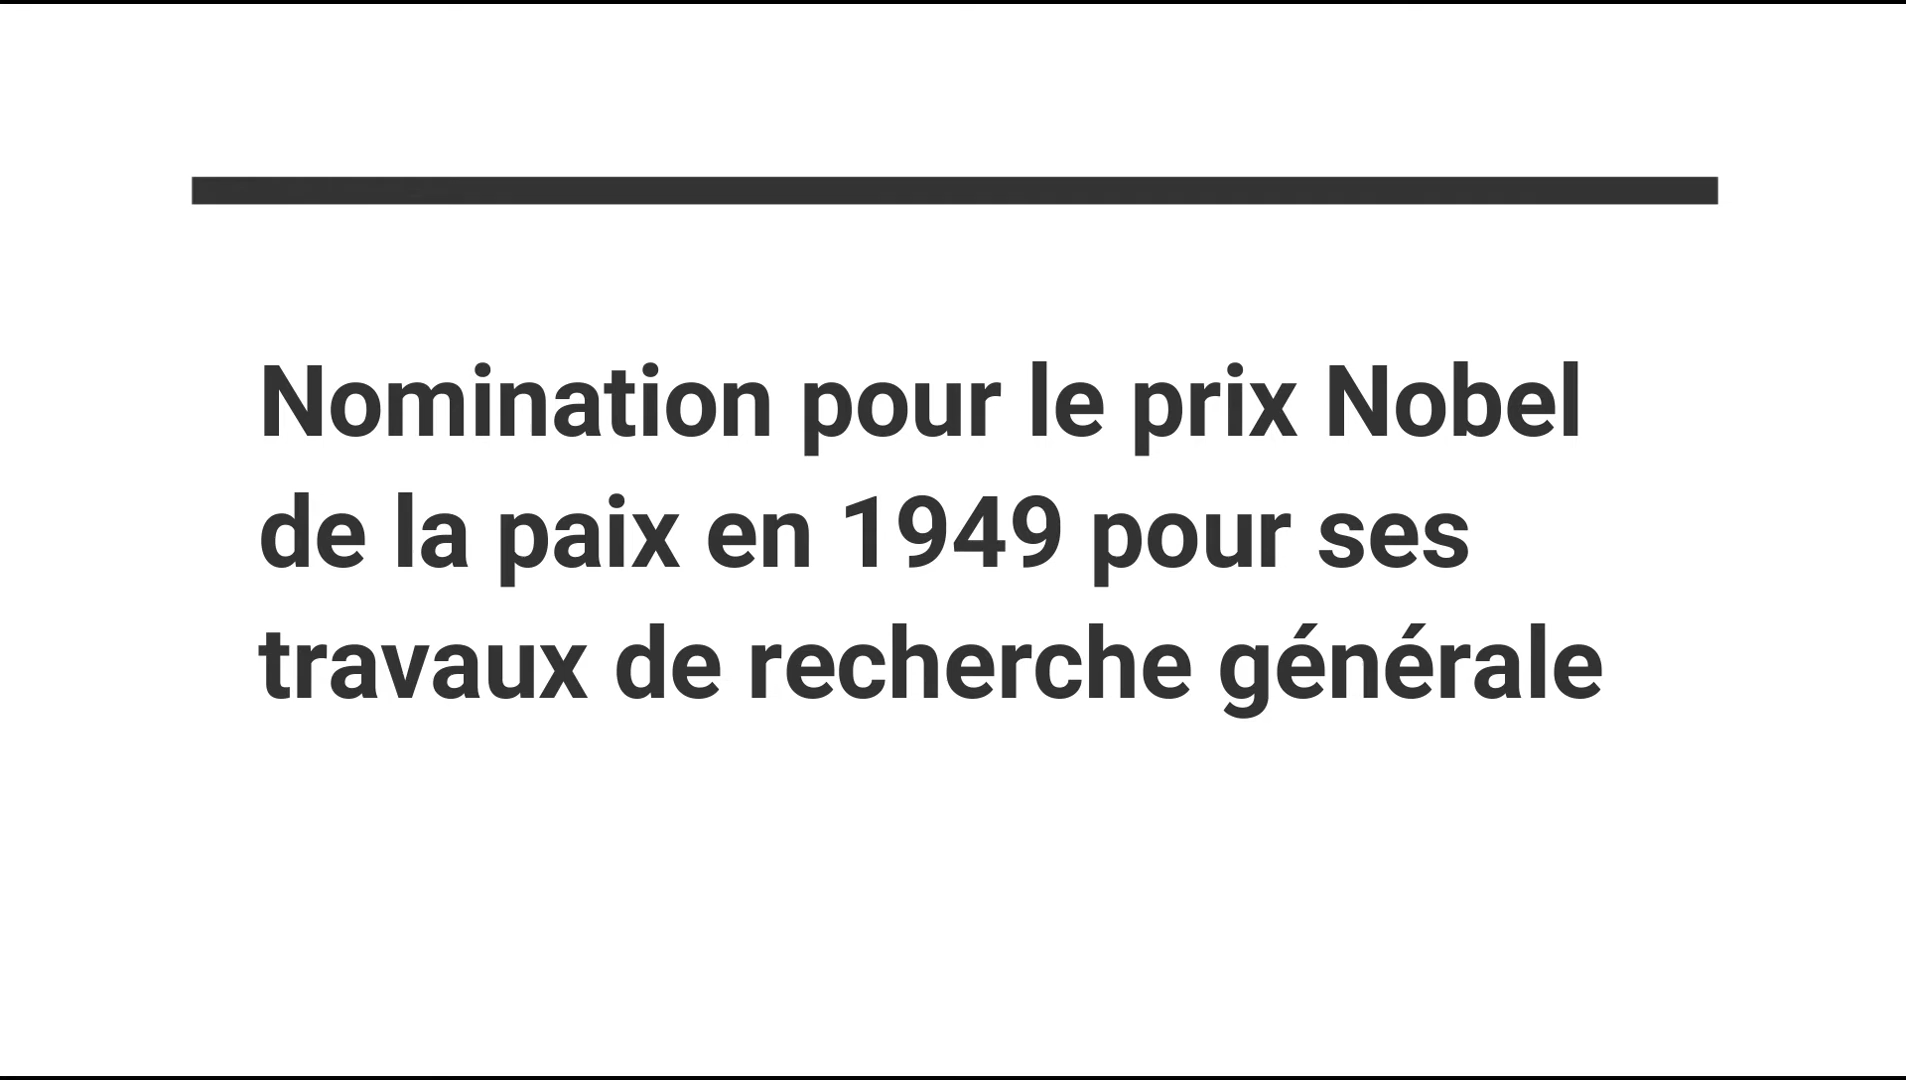 Nomination pour le prix Nobel
de la paix en 1949 pour ses
travaux de recherche générale